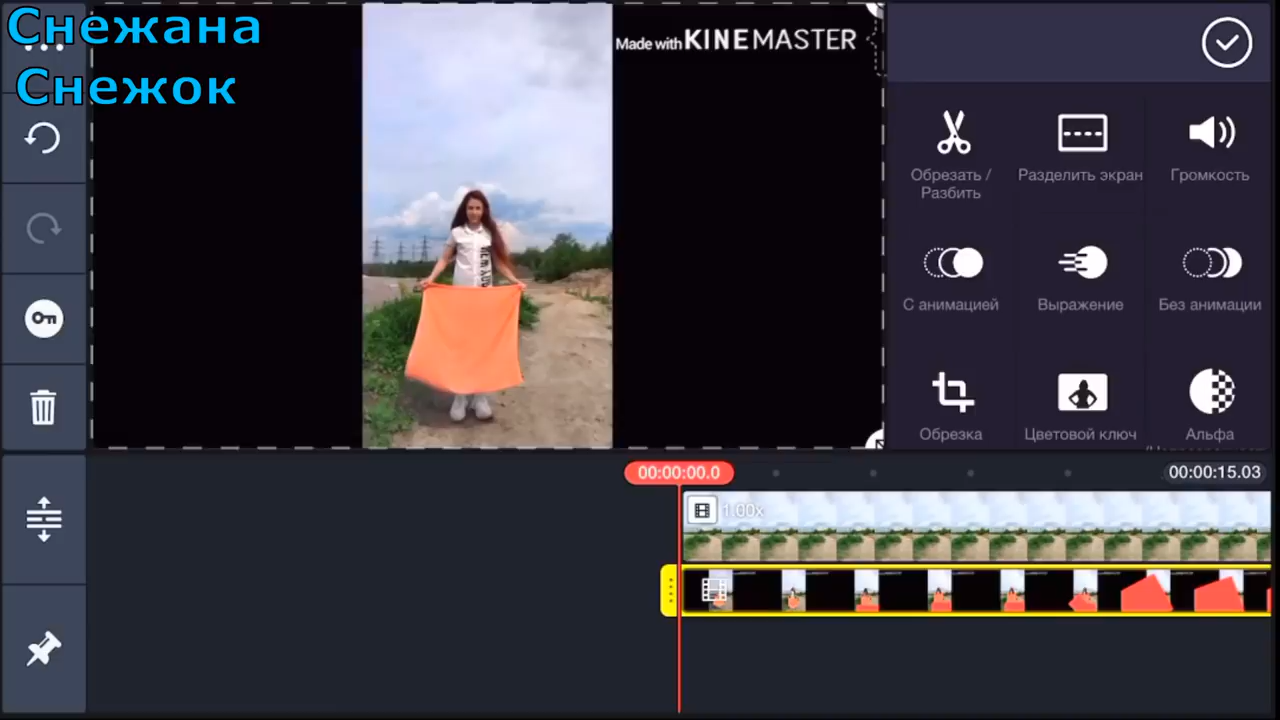 Снежана
Снежок
Made with KINEMASTER
Обрезать /
Разбить
Разделить экран
Громкость
С анимацией
Выражение
Без анимации
Обрезка
Цветовой ключ
Альфа
00:00:00.0
00:00:15.03
1.00x